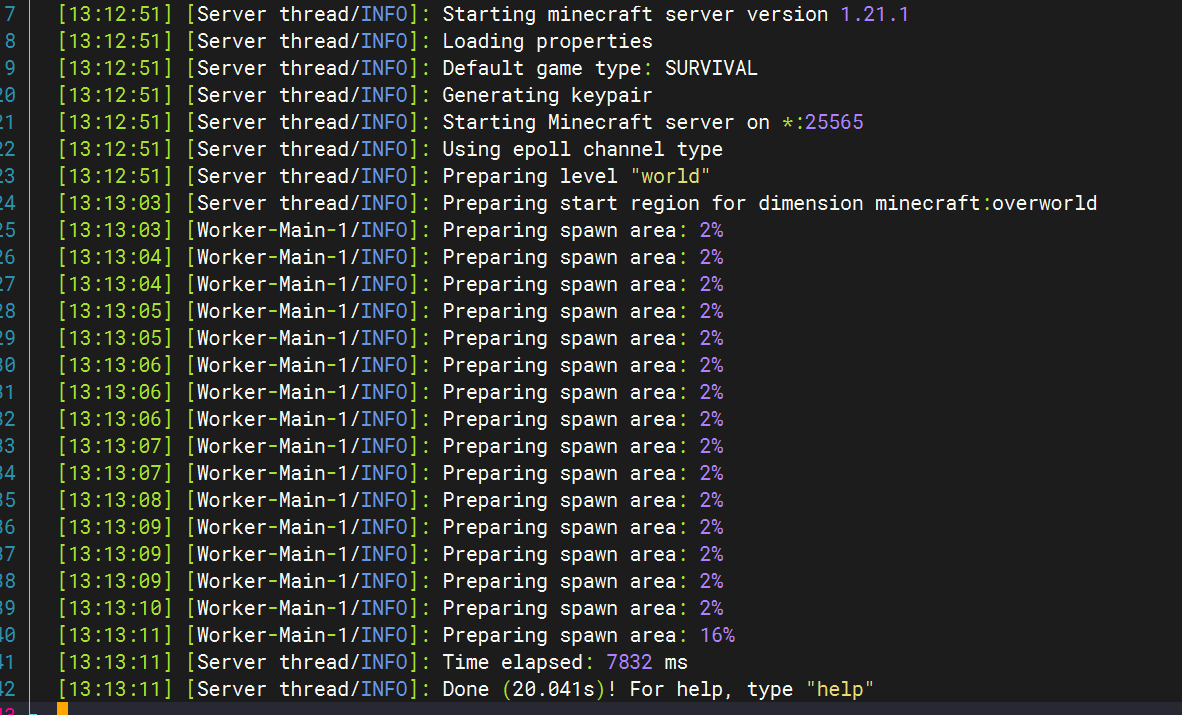 7 [13:12:51] [Server thread/INFO]: Starting minecraft server version 1.21.1
8 [13:12:51] [Server thread/INFO]: Loading properties
9 [13:12:51] [Server thread/INFO]: Default game type: SURVIVAL
20 [13:12:51] [Server thread/INFO]: Generating keypair
21 [13:12:51] [Server thread/INFO]: Starting Minecraft server on *:25565
22 [13:12:51] [Server thread/INFO]: Using epoll channel type
23 [13:12:51] [Server thread/INFO]: Preparing level "world"
24 [13:13:03] [Server thread/INFO]: Preparing start region for dimension minecraft:overworld
25 [13:13:03] [Worker-Main-1/INFO]: Preparing spawn area: 2%
26 [13:13:04] [Worker-Main-1/INFO]: Preparing spawn area: 2%
27 [13:13:04] [Worker-Main-1/INFO]: Preparing spawn area: 2%
28 [13:13:05] [Worker-Main-1/INFO]: Preparing spawn area: 2%
29 [13:13:05] [Worker-Main-1/INFO]: Preparing spawn area: 2%
30 [13:13:06] [Worker-Main-1/INFO]: Preparing spawn area: 2%
31 [13:13:06] [Worker-Main-1/INFO]: Preparing spawn area: 2%
32 [13:13:06] [Worker-Main-1/INFO]: Preparing spawn area: 2%
33 [13:13:07] [Worker-Main-1/INFO]: Preparing spawn area: 2%
34 [13:13:07] [Worker-Main-1/INFO]: Preparing spawn area: 2%
35 [13:13:08] [Worker-Main-1/INFO]: Preparing spawn area: 2%
36 [13:13:09] [Worker-Main-1/INFO]: Preparing spawn area: 2%
37 [13:13:09] [Worker-Main-1/INFO]: Preparing spawn area: 2%
38 [13:13:09] [Worker-Main-1/INFO]: Preparing spawn area: 2%
39 [13:13:10] [Worker-Main-1/INFO]: Preparing spawn area: 2%
40 [13:13:11] [Worker-Main-1/INFO]: Preparing spawn area: 16%
41 [13:13:11] [Server thread/INFO]: Time elapsed: 7832 ms
42 [13:13:11] [Server thread/INFO]: Done (20.041s)! For help, type "help"